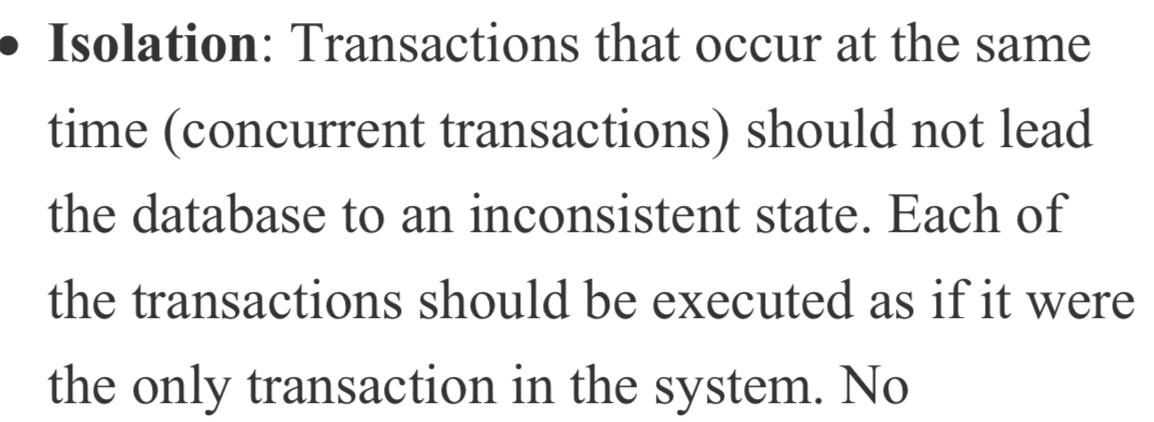 • Isolation: Transactions that occur at the same
time (concurrent transactions) should not lead
the database to an inconsistent state. Each of
the transactions should be executed as if it were
the only transaction in the system. No